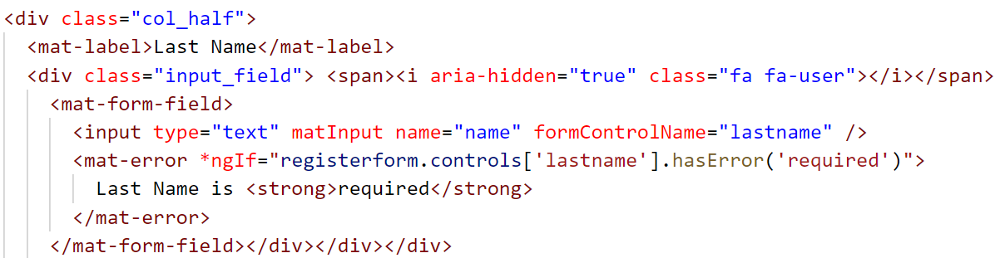 <div class="col_half">
<mat-label>Last Name</mat-label>
<div class="input_field"> <span><i aria-hidden="true" class="fa fa-user"></i></span>
<mat-form-field>
<input type="text" matInput name="name" formControlName="lastname" />
<mat-error *ngIf="registerform.controls['lastname'].hasError('required')">
Last Name is <strong>required</strong>
</mat-error>
</mat-form-field></div></div></div>